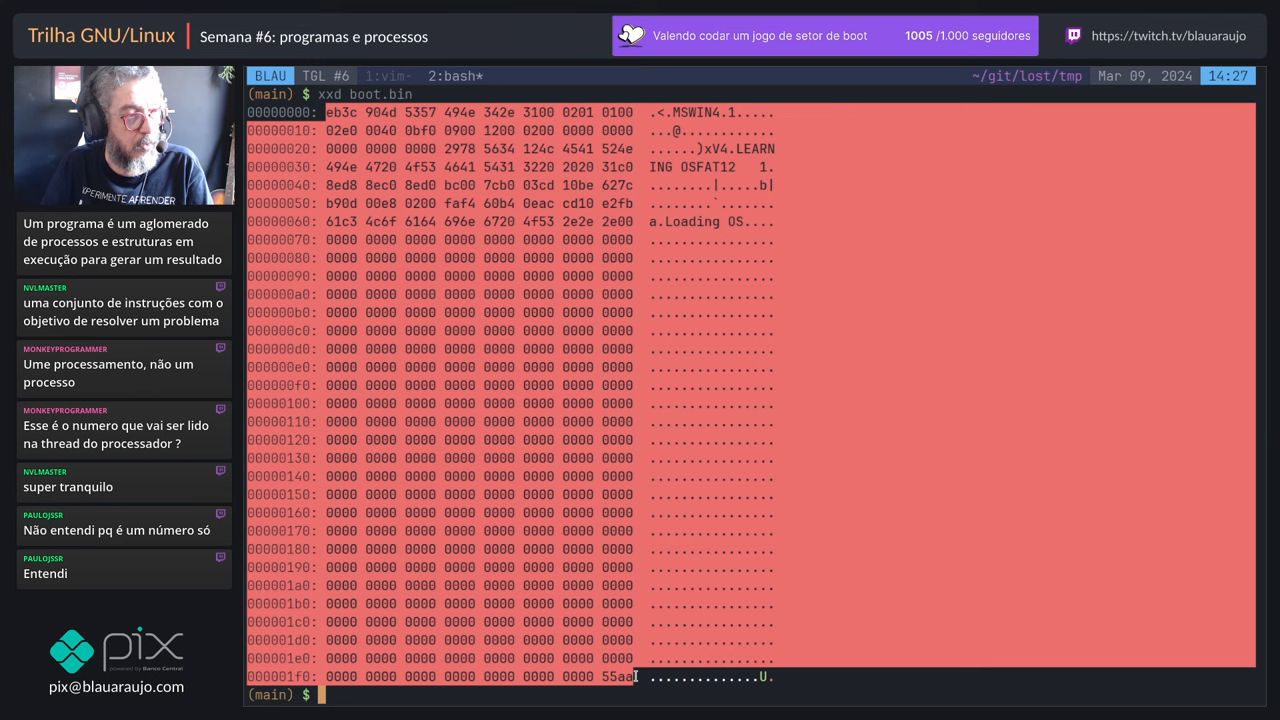 Trilha GNU/Linux
Semana #6: programas e processos
Valendo codar um jogo de setor de boot 1005 /1.000 seguidores
https://twitch.tv/blauaraujo
XPERIMENTE APRENDER
Um programa é um aglomerado
de processos e estruturas em
execução para gerar um resultado
NVLMASTER
uma conjunto de instruções com o
objetivo de resolver um problema
MONKEYPROGRAMMER
Ume processamento, não um
processo
MONKEYPROGRAMMER
Esse é o numero que vai ser lido
na thread do processador ?
NVLMASTER
super tranquilo
PAULOJSSR
Não entendi pq é um número só
PAULOJSSR
Entendi
pix
powered by Banco Central
pix@blauaraujo.com
BLAU TGL #6 1:vim- 2:bash* ~/git/lost/tmp Mar 09, 2024 14:27
(main) $ xxd boot.bin
00000000: eb3c 904d 5357 494e 342e 3100 0201 0100 .<.MSWIN4.1.....
00000010: 02e0 0040 0bf0 0900 1200 0200 0000 0000 ...@............
00000020: 0000 0000 0000 2978 5634 124c 4541 524e ......)xV4.LEARN
00000030: 494e 4720 4f53 4641 5431 3220 2020 31c0 ING OSFAT12   1.
00000040: 8ed8 8ec0 8ed0 bc00 7cb0 03cd 10be 627c ........|.....b|
00000050: b90d 00e8 0200 faf4 60b4 0eac cd10 e2fb ........`.......
00000060: 61c3 4c6f 6164 696e 6720 4f53 2e2e 2e00 a.Loading OS....
00000070: 0000 0000 0000 0000 0000 0000 0000 0000 ................
00000080: 0000 0000 0000 0000 0000 0000 0000 0000 ................
00000090: 0000 0000 0000 0000 0000 0000 0000 0000 ................
000000a0: 0000 0000 0000 0000 0000 0000 0000 0000 ................
000000b0: 0000 0000 0000 0000 0000 0000 0000 0000 ................
000000c0: 0000 0000 0000 0000 0000 0000 0000 0000 ................
000000d0: 0000 0000 0000 0000 0000 0000 0000 0000 ................
000000e0: 0000 0000 0000 0000 0000 0000 0000 0000 ................
000000f0: 0000 0000 0000 0000 0000 0000 0000 0000 ................
00000100: 0000 0000 0000 0000 0000 0000 0000 0000 ................
00000110: 0000 0000 0000 0000 0000 0000 0000 0000 ................
00000120: 0000 0000 0000 0000 0000 0000 0000 0000 ................
00000130: 0000 0000 0000 0000 0000 0000 0000 0000 ................
00000140: 0000 0000 0000 0000 0000 0000 0000 0000 ................
00000150: 0000 0000 0000 0000 0000 0000 0000 0000 ................
00000160: 0000 0000 0000 0000 0000 0000 0000 0000 ................
00000170: 0000 0000 0000 0000 0000 0000 0000 0000 ................
00000180: 0000 0000 0000 0000 0000 0000 0000 0000 ................
00000190: 0000 0000 0000 0000 0000 0000 0000 0000 ................
000001a0: 0000 0000 0000 0000 0000 0000 0000 0000 ................
000001b0: 0000 0000 0000 0000 0000 0000 0000 0000 ................
000001c0: 0000 0000 0000 0000 0000 0000 0000 0000 ................
000001d0: 0000 0000 0000 0000 0000 0000 0000 0000 ................
000001e0: 0000 0000 0000 0000 0000 0000 0000 0000 ................
000001f0: 0000 0000 0000 0000 0000 0000 0000 55aa ..............U.
(main) $